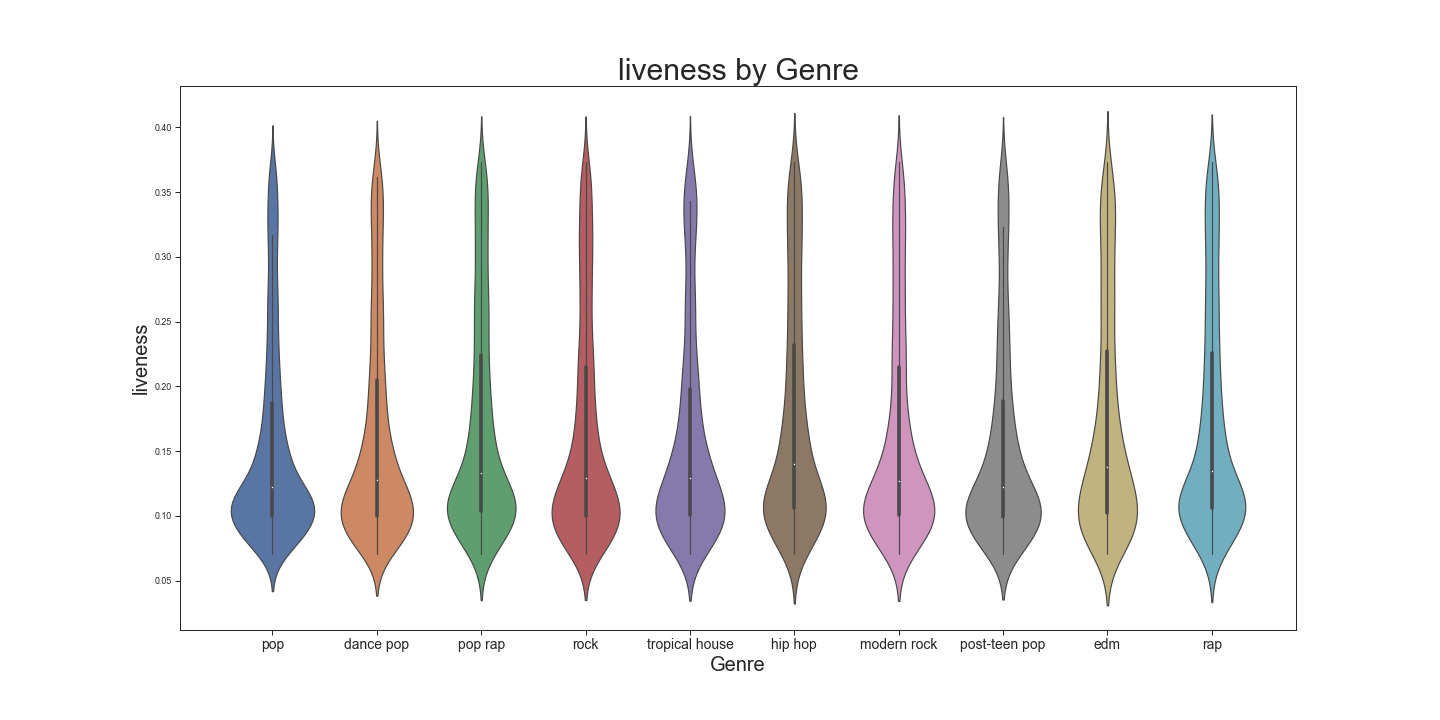 liveness by Genre
0.40
0.35
0.30
0.25
0.20
0.15
0.10
0.05
liveness
pop dance pop pop rap rock tropical house hip hop modern rock post-teen pop edm rap
Genre